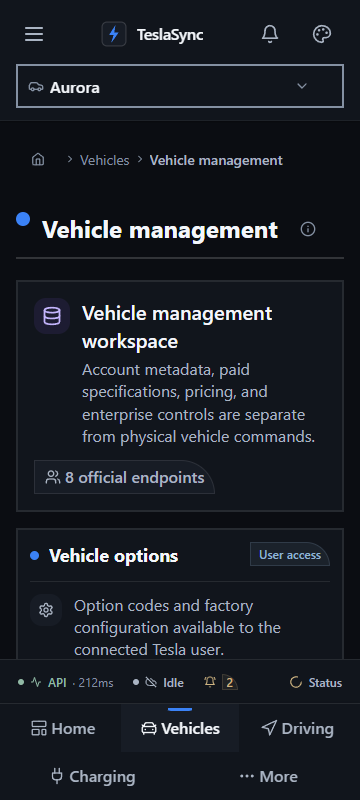 TeslaSync
Aurora
Vehicles
Vehicle management
Vehicle management
Vehicle management
workspace
Account metadata, paid
specifications, pricing, and
enterprise controls are separate
from physical vehicle commands.
8 official endpoints
Vehicle options
User access
Option codes and factory
configuration available to the
connected Tesla user.
API · 212ms
Idle
2
Status
Home
Vehicles
Driving
Charging
More